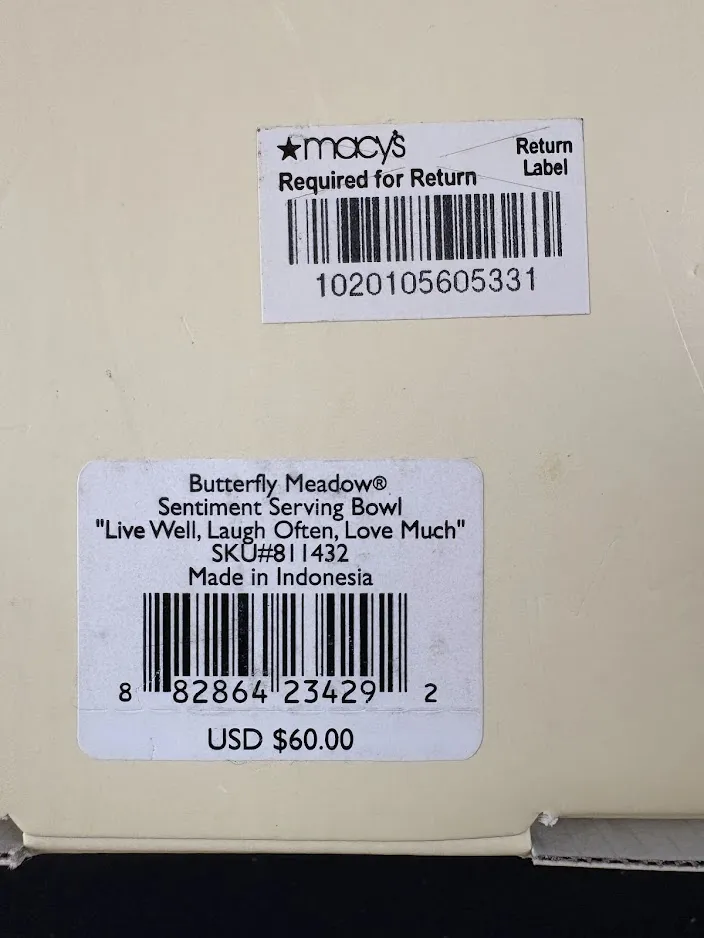 macy's
Return
Label
Required for Return
1020105605331
Butterfly Meadow®
Sentiment Serving Bowl
"Live Well, Laugh Often, Love Much"
SKU#811432
Made in Indonesia
8 82864 23429 2
USD $60.00